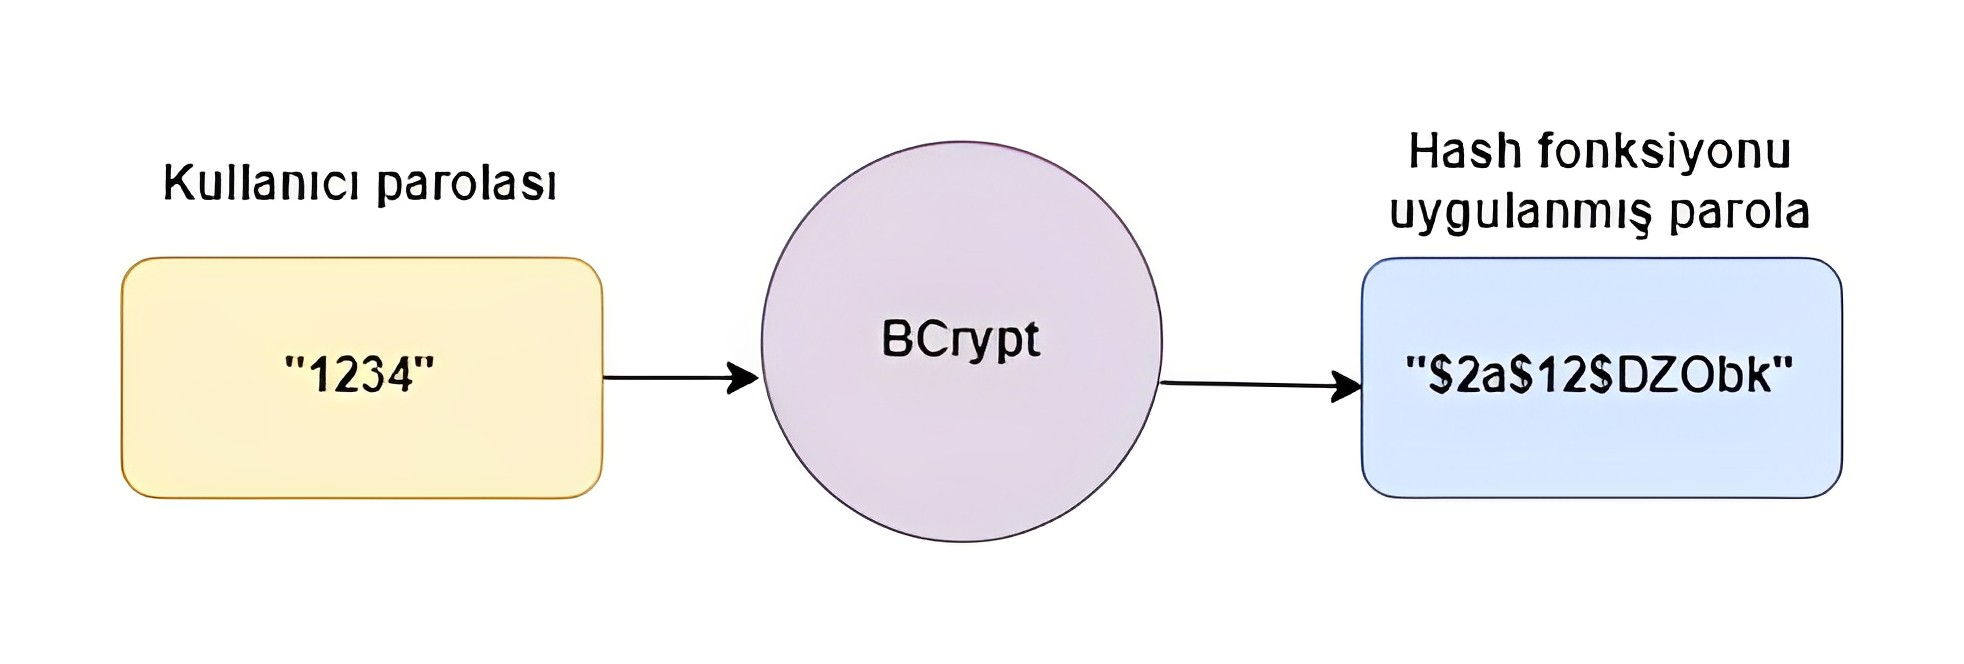 Kullanıcı parolası
"1234"
BCrypt
Hash fonksiyonu
uygulanmış parola
"$2a$12$DZObk"